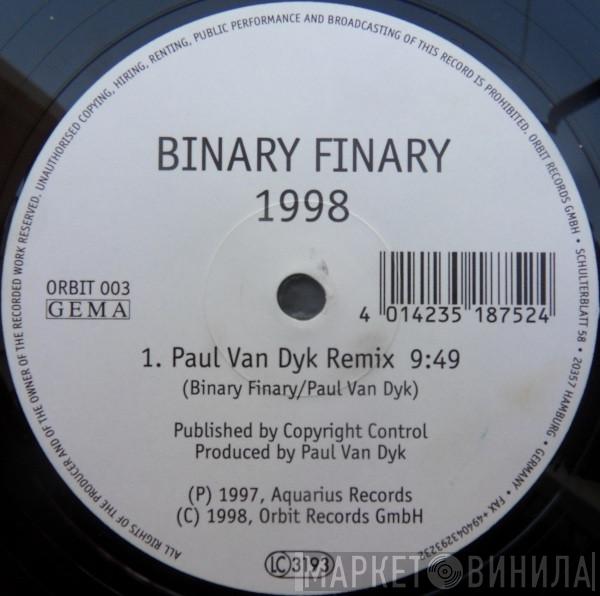 ALL RIGHTS OF THE PRODUCER AND OF THE OWNER OF THE RECORDED WORK RESERVED. UNAUTHORISED COPYING, HIRING, RENTING, PUBLIC PERFORMANCE AND BROADCASTING OF THIS RECORD IS PROHIBITED. ORBIT RECORDS GMBH • SCHULTERBLATT 58 • 20357 HAMBURG • GERMANY • FAX +494043293252
BINARY FINARY
1998
ORBIT 003
GEMA
4 014235 187524
1. Paul Van Dyk Remix 9:49
(Binary Finary/Paul Van Dyk)
Published by Copyright Control
Produced by Paul Van Dyk
(P) 1997, Aquarius Records
(C) 1998, Orbit Records GmbH
LC 3193
МАРКЕТ ВИНИЛА